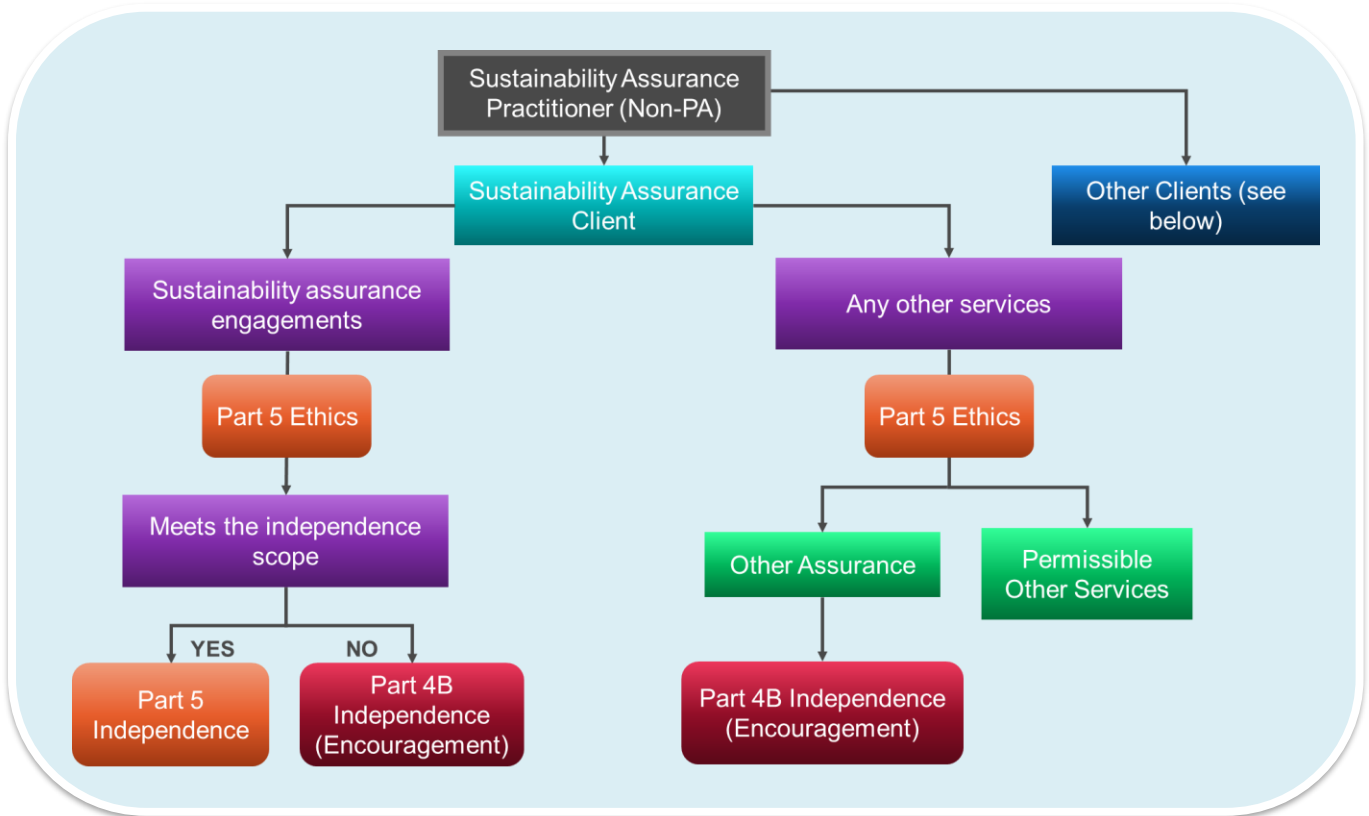 Sustainability Assurance
Practitioner (Non-PA)
Sustainability Assurance
Client
Other Clients (see
below)
Sustainability assurance
engagements
Any other services
Part 5 Ethics
Part 5 Ethics
Meets the independence
scope
Other Assurance
Permissible
Other Services
YES
NO
Part 5
Independence
Part 4B
Independence
(Encouragement)
Part 4B Independence
(Encouragement)